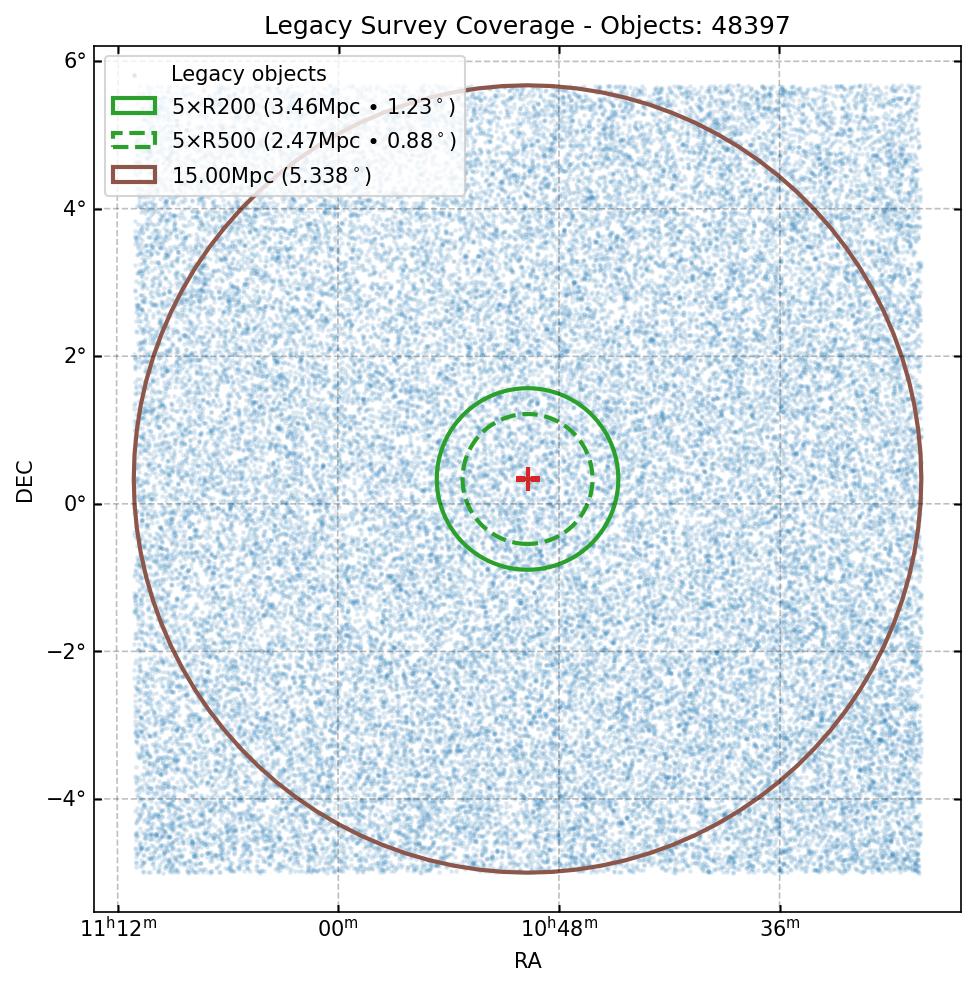 Legacy Survey Coverage - Objects: 48397
6°
Legacy objects
5×R200 (3.46Mpc • 1.23°)
5×R500 (2.47Mpc • 0.88°)
15.00Mpc (5.338°)
4°
2°
DEC
0°
−2°
−4°
11ʰ12ᵐ 00ᵐ 10ʰ48ᵐ 36ᵐ
RA